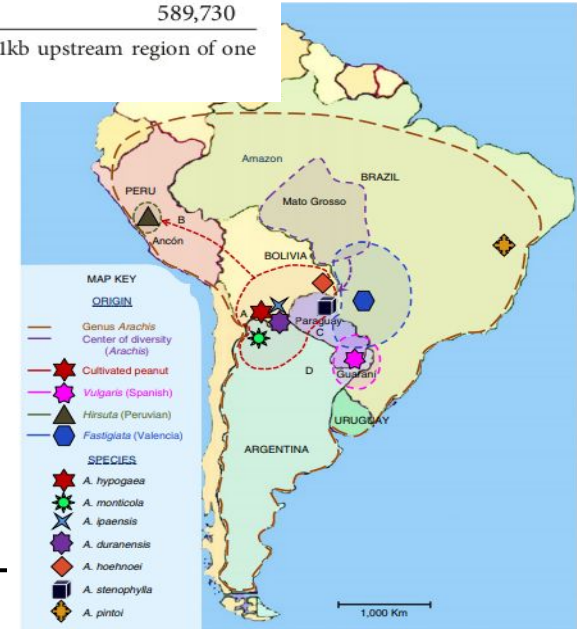 589,730
1kb upstream region of one
Amazon
BRAZIL
PERU
Mato Grosso
B
Ancón
BOLIVIA
MAP KEY
ORIGIN
A
Paraguay
C
Genus Arachis
Center of diversity
(Arachis)
D
Guarani
Cultivated peanut
Vulgaris (Spanish)
Hirsuta (Peruvian)
URUGUAY
Fastigiata (Valencia)
ARGENTINA
SPECIES
A. hypogaea
A. monticola
A. ipaensis
A. duranensis
A. hoehnoei
A. stenophylla
A. pintoi
1,000 Km